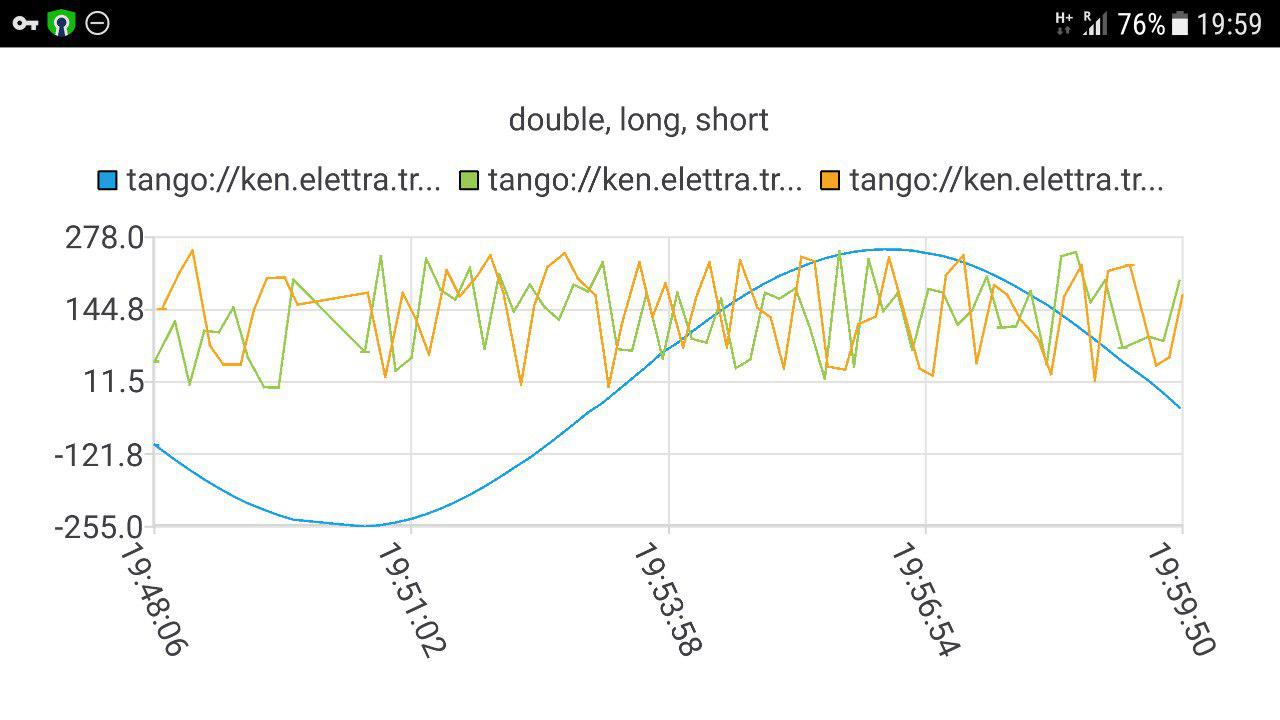 H+ R 76% 19:59
double, long, short
tango://ken.elettra.tr... tango://ken.elettra.tr... tango://ken.elettra.tr...
278.0
144.8
11.5
-121.8
-255.0
19:48:06 19:51:02 19:53:58 19:56:54 19:59:50